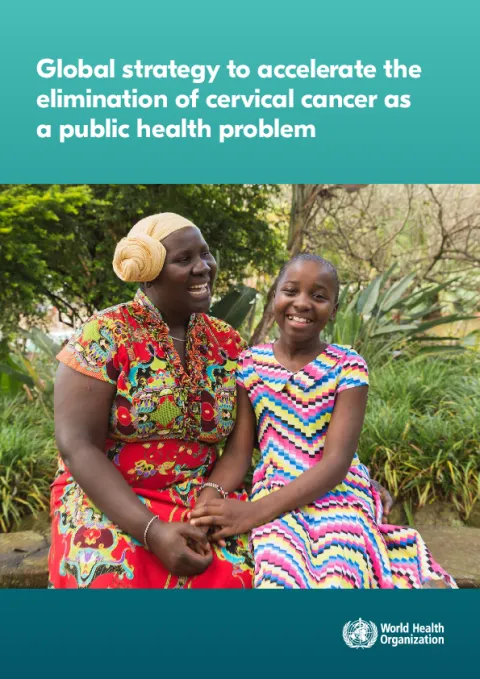 Global strategy to accelerate the
elimination of cervical cancer as
a public health problem
World Health
Organization